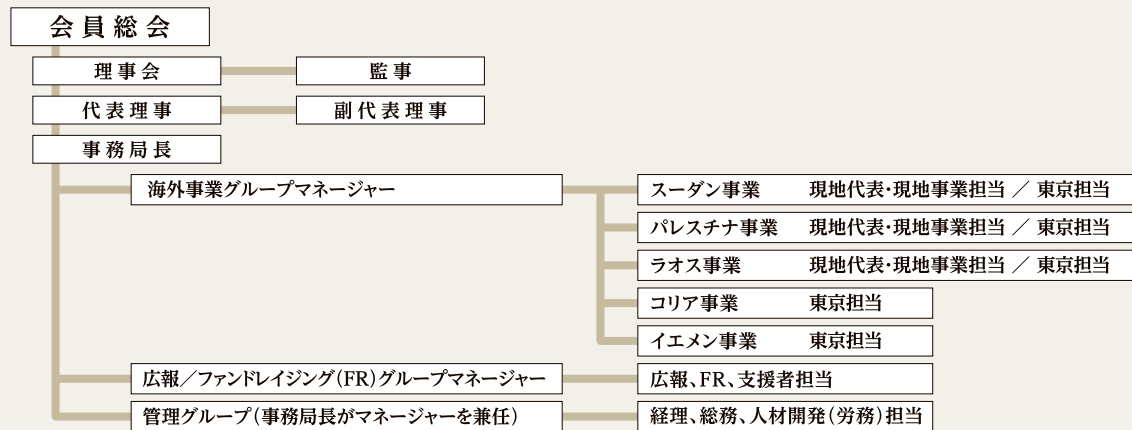 会員総会
理事会 監事
代表理事 副代表理事
事務局長
海外事業グループマネージャー スーダン事業 現地代表・現地事業担当 ／ 東京担当
パレスチナ事業 現地代表・現地事業担当 ／ 東京担当
ラオス事業 現地代表・現地事業担当 ／ 東京担当
コリア事業 東京担当
イエメン事業 東京担当
広報／ファンドレイジング（FR）グループマネージャー 広報、FR、支援者担当
管理グループ（事務局長がマネージャーを兼任） 経理、総務、人材開発（労務）担当